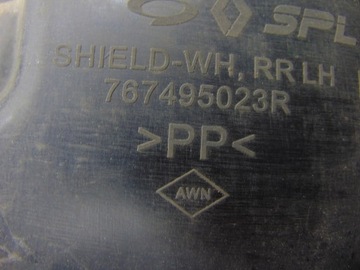 SPL
SHIELD-WH, RR LH
767495023R
>PP<
AWN